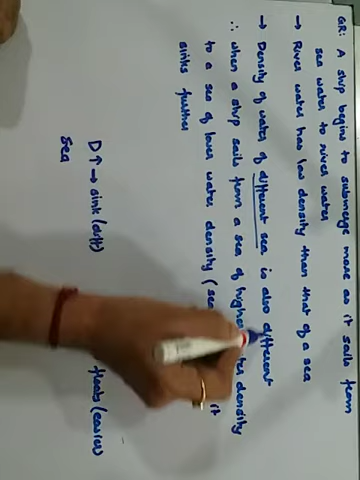 GR: A ship begins to submerge more as it sails from
sea water to river water
→ River water has low density than that of a sea
→ Density of water of different sea is also different
∴ when a ship sails from a sea of higher density
to a sea of lower water density (sea it
sinks further
D↑ → sink (diff) floats (easier)
Sea